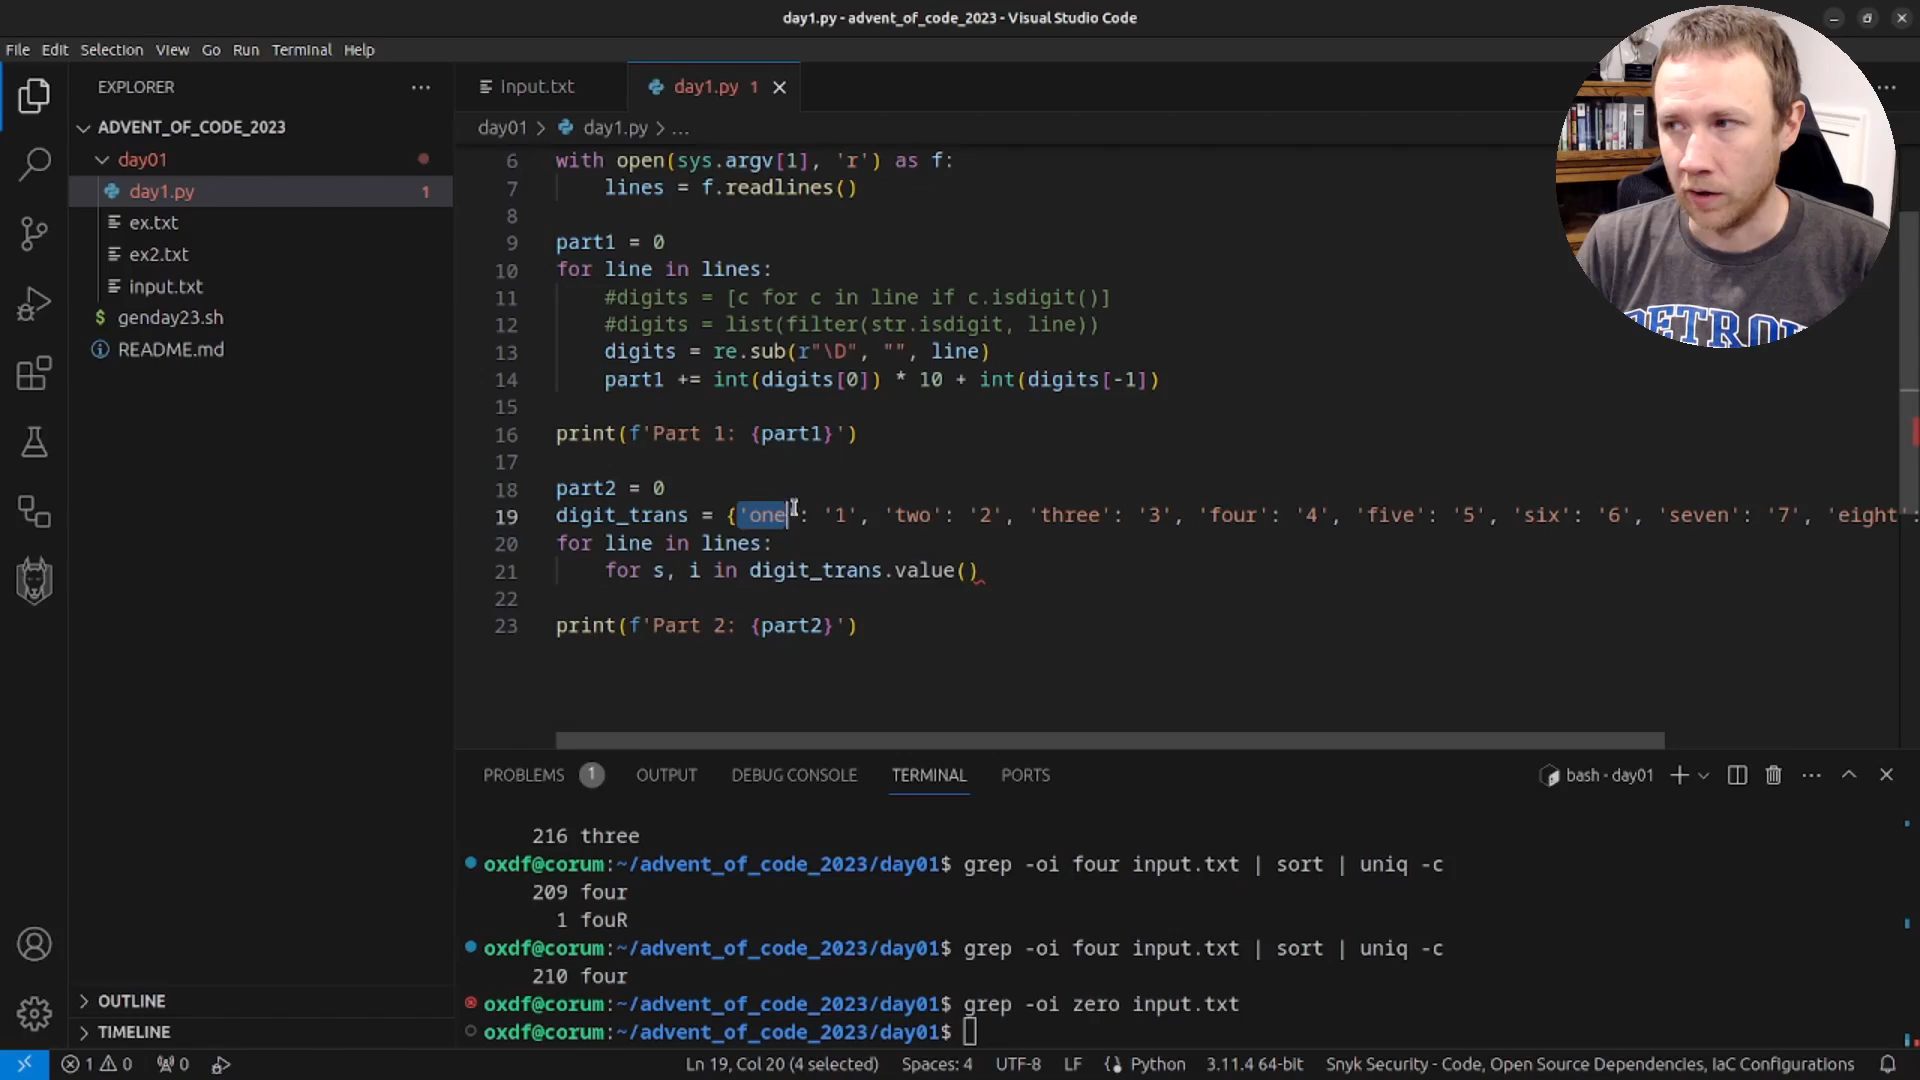 day1.py - advent_of_code_2023 - Visual Studio Code
File Edit Selection View Go Run Terminal Help
EXPLORER
ADVENT_OF_CODE_2023
day01
day1.py 1
ex.txt
ex2.txt
input.txt
genday23.sh
README.md
OUTLINE
TIMELINE
Input.txt day1.py 1
day01 > day1.py > ...
6 with open(sys.argv[1], 'r') as f:
7 lines = f.readlines()
8
9 part1 = 0
10 for line in lines:
11 #digits = [c for c in line if c.isdigit()]
12 #digits = list(filter(str.isdigit, line))
13 digits = re.sub(r"\D", "", line)
14 part1 += int(digits[0]) * 10 + int(digits[-1])
15
16 print(f'Part 1: {part1}')
17
18 part2 = 0
19 digit_trans = {'one': '1', 'two': '2', 'three': '3', 'four': '4', 'five': '5', 'six': '6', 'seven': '7', 'eight':
20 for line in lines:
21 for s, i in digit_trans.value()
22
23 print(f'Part 2: {part2}')
PROBLEMS 1 OUTPUT DEBUG CONSOLE TERMINAL PORTS bash - day01
216 three
oxdf@corum:~/advent_of_code_2023/day01$ grep -oi four input.txt | sort | uniq -c
209 four
1 fouR
oxdf@corum:~/advent_of_code_2023/day01$ grep -oi four input.txt | sort | uniq -c
210 four
oxdf@corum:~/advent_of_code_2023/day01$ grep -oi zero input.txt
oxdf@corum:~/advent_of_code_2023/day01$
1 0 0 Ln 19, Col 20 (4 selected) Spaces: 4 UTF-8 LF Python 3.11.4 64-bit Snyk Security - Code, Open Source Dependencies, IaC Configurations